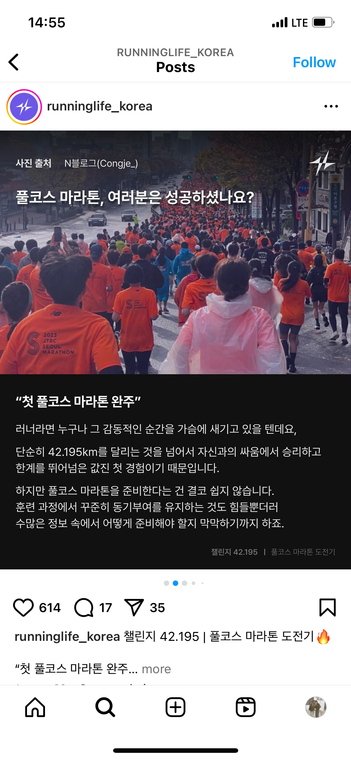 14:55
LTE
RUNNINGLIFE_KOREA
Posts
Follow
runninglife_korea
사진 출처 N블로그(Congje_)
풀코스 마라톤, 여러분은 성공하셨나요?
2023
JTBC
SEOUL
MARATHON
“첫 풀코스 마라톤 완주”
러너라면 누구나 그 감동적인 순간을 가슴에 새기고 있을 텐데요,
단순히 42.195km를 달리는 것을 넘어서 자신과의 싸움에서 승리하고
한계를 뛰어넘은 값진 첫 경험이기 때문입니다.
하지만 풀코스 마라톤을 준비한다는 건 결코 쉽지 않습니다.
훈련 과정에서 꾸준히 동기부여를 유지하는 것도 힘들뿐더러
수많은 정보 속에서 어떻게 준비해야 할지 막막하기까지 하죠.
챌린지 42.195 | 풀코스 마라톤 도전기
614 17 35
runninglife_korea 챌린지 42.195 | 풀코스 마라톤 도전기🔥
“첫 풀코스 마라톤 완주... more